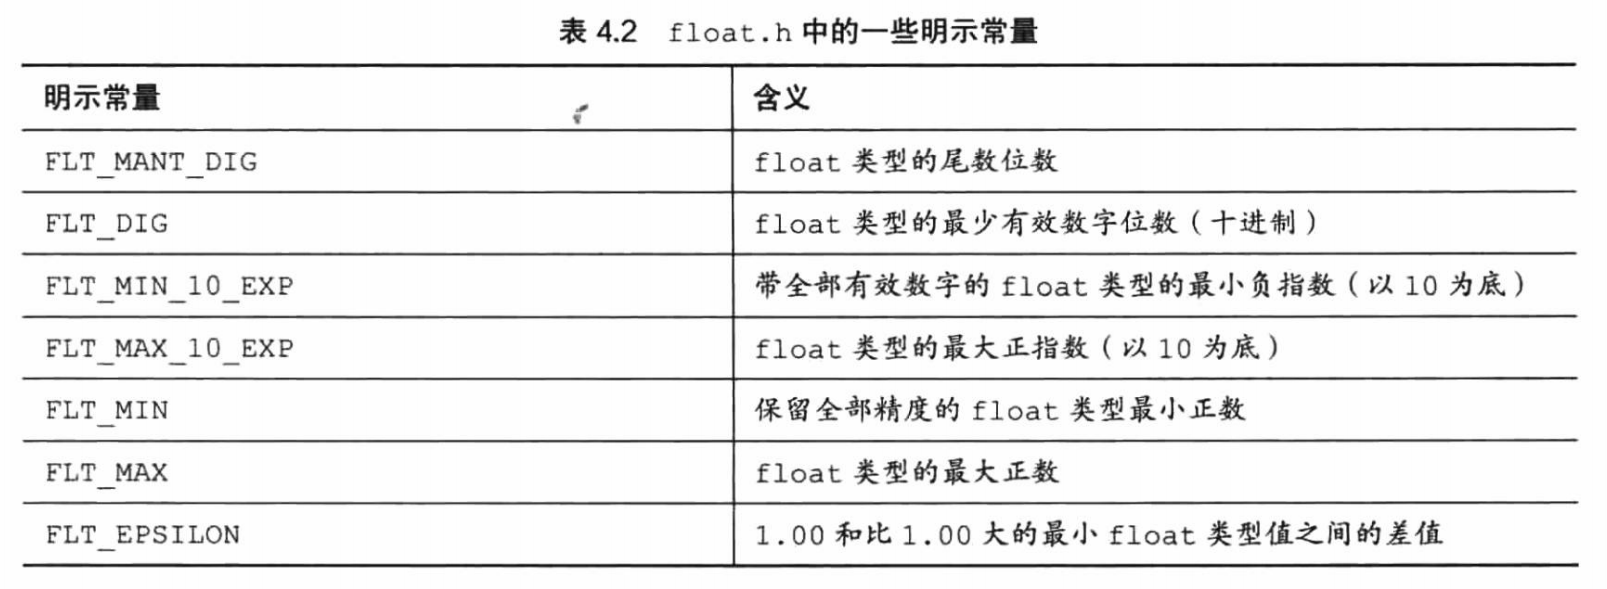 表 4.2 float.h 中的一些明示常量
明示常量 含义
FLT_MANT_DIG float 类型的尾数位数
FLT_DIG float 类型的最少有效数字位数（十进制）
FLT_MIN_10_EXP 带全部有效数字的 float 类型的最小负指数（以 10 为底）
FLT_MAX_10_EXP float 类型的最大正指数（以 10 为底）
FLT_MIN 保留全部精度的 float 类型最小正数
FLT_MAX float 类型的最大正数
FLT_EPSILON 1.00 和比 1.00 大的最小 float 类型值之间的差值